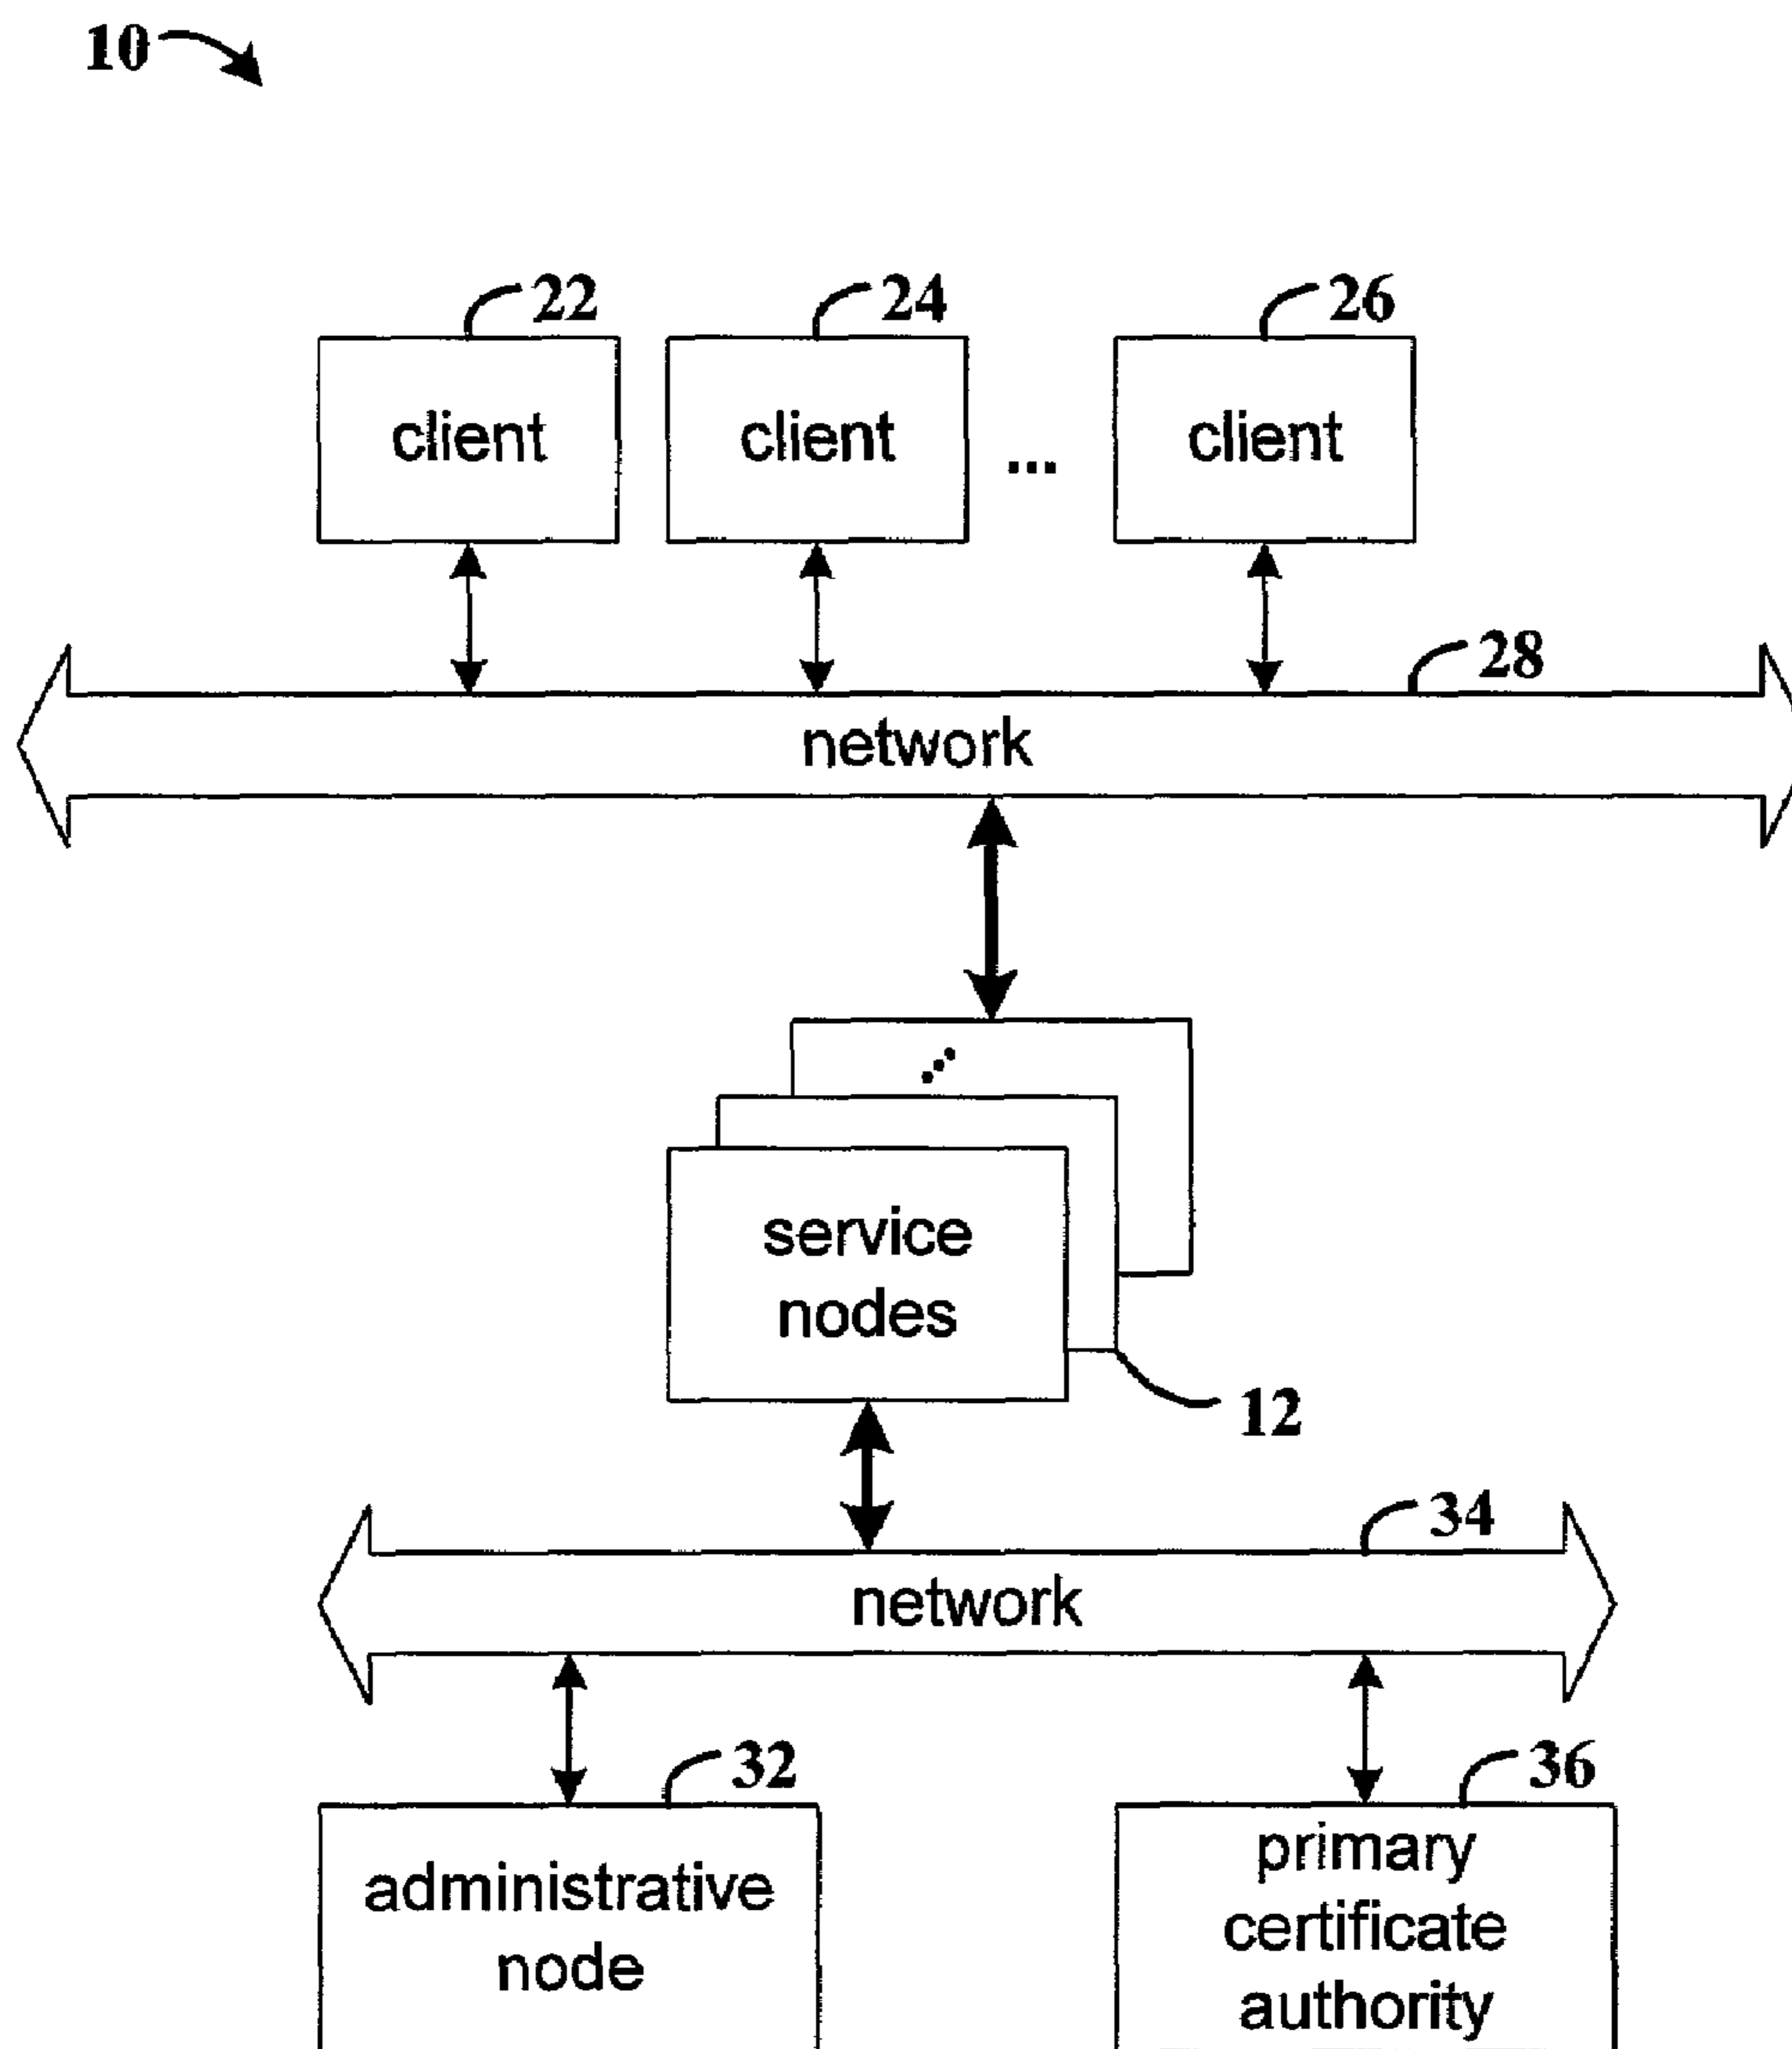 10
22
24
26
client
client
...
client
28
network
service
nodes
12
34
network
32
36
administrative
node
primary
certificate
authority